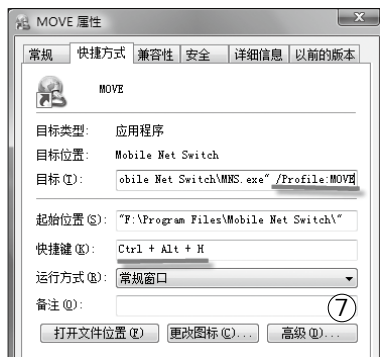 MOVE 属性
常规 快捷方式 兼容性 安全 详细信息 以前的版本
MOVE
目标类型: 应用程序
目标位置: Mobile Net Switch
目标(T): obile Net Switch\MNS.exe" /Profile:MOVE
起始位置(S): "F:\Program Files\Mobile Net Switch\"
快捷键(K): Ctrl + Alt + H
运行方式(R): 常规窗口
备注(O):
⑦
打开文件位置(F) 更改图标(C)... 高级(D)...